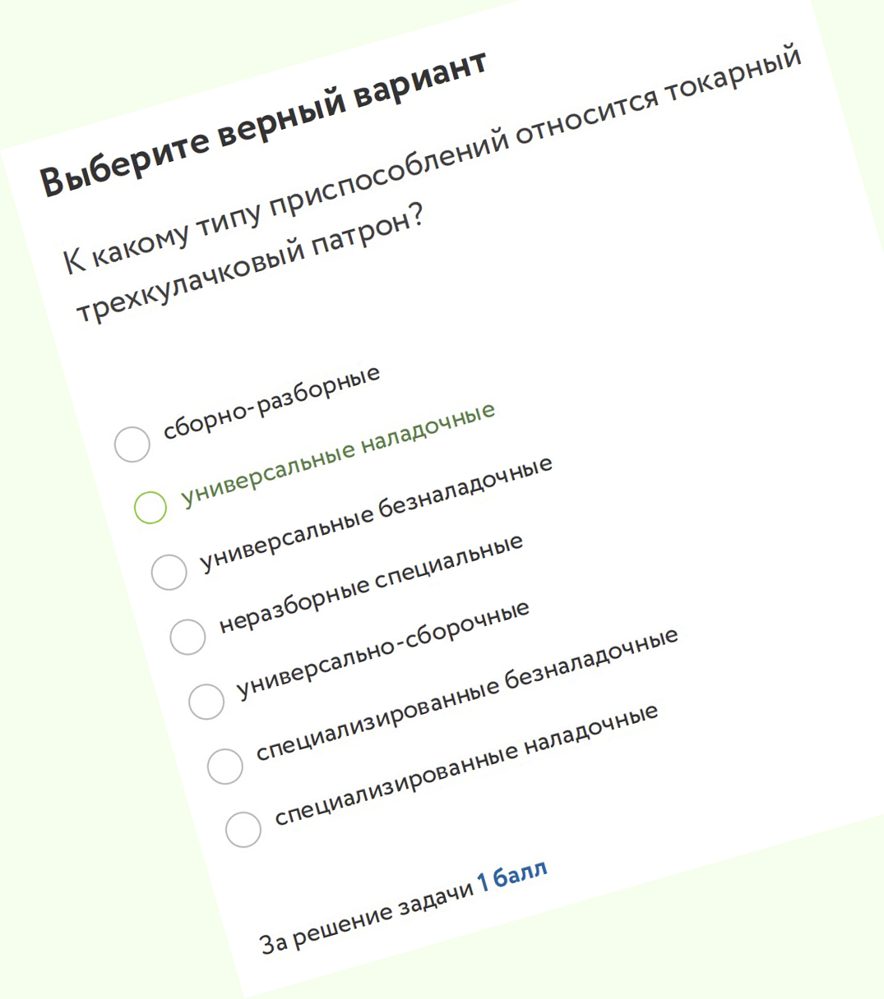 Выберите верный вариант
К какому типу приспособлений относится токарный
трехкулачковый патрон?
сборно-разборные
универсальные наладочные
универсальные безналадочные
неразборные специальные
универсально-сборочные
специализированные безналадочные
специализированные наладочные
За решение задачи 1 балл